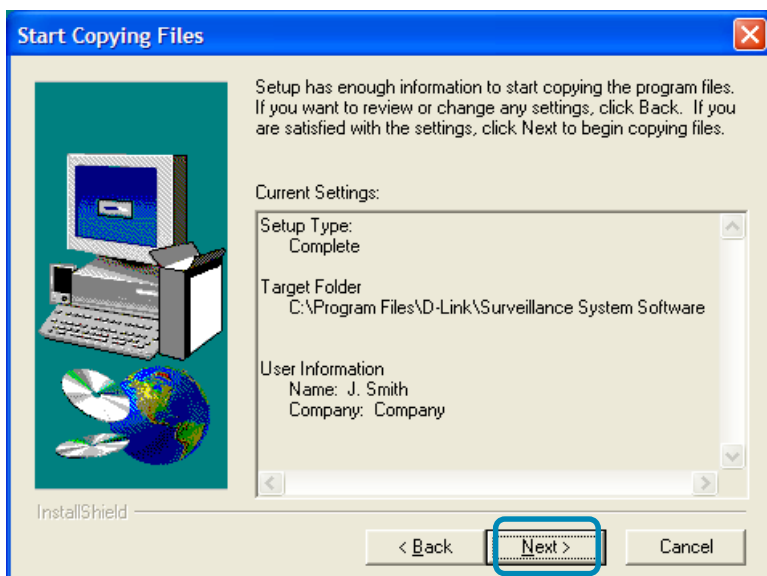 Start Copying Files
Setup has enough information to start copying the program files.
If you want to review or change any settings, click Back. If you
are satisfied with the settings, click Next to begin copying files.
Current Settings:
Setup Type:
Complete
Target Folder
C:\Program Files\D-Link\Surveillance System Software
User Information
Name: J. Smith
Company: Company
InstallShield
< Back
Next >
Cancel